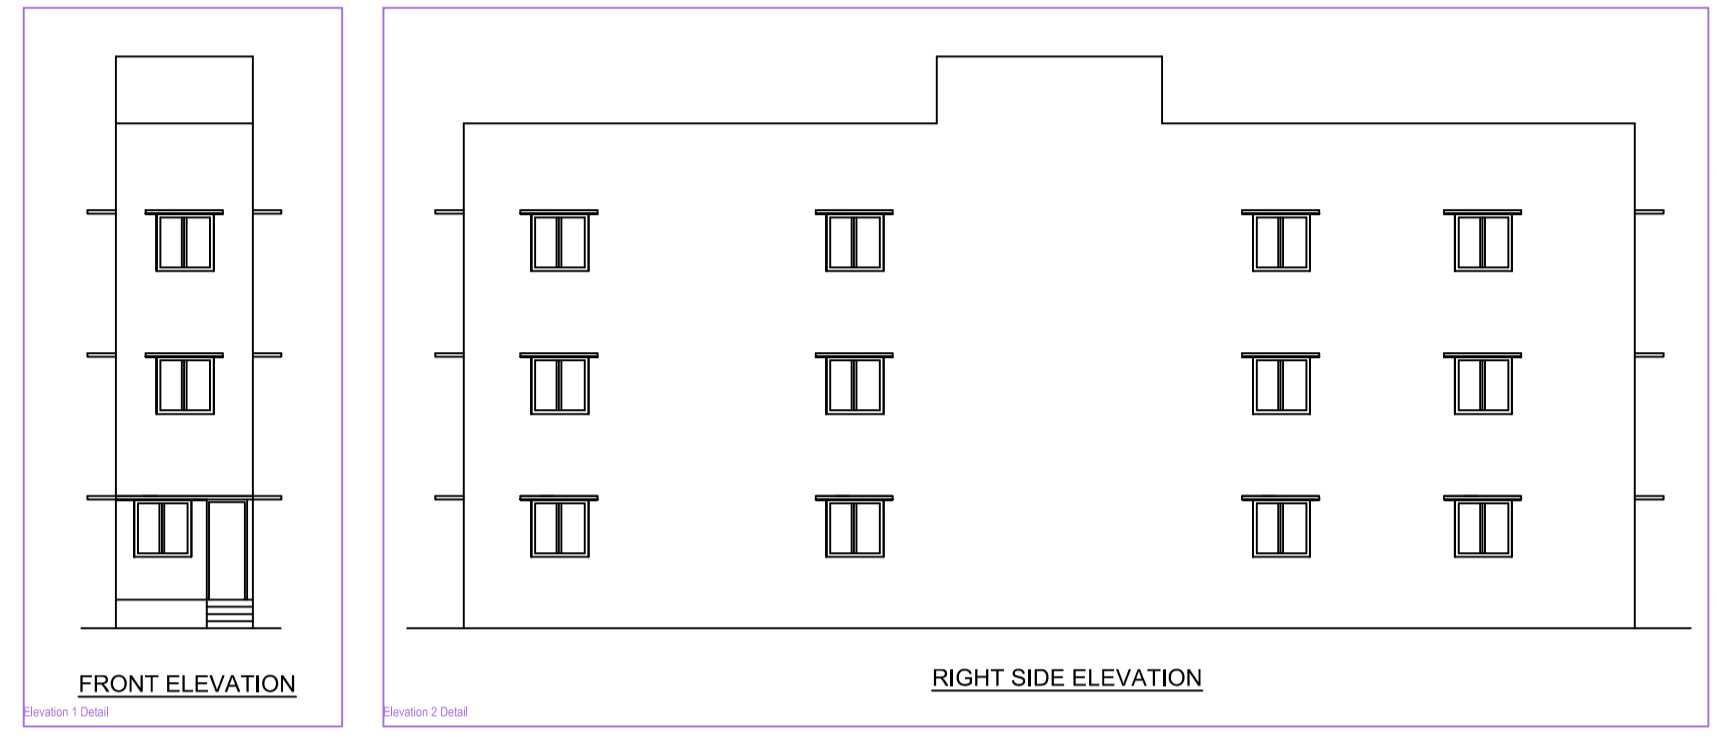 FRONT ELEVATION
Elevation 1 Detail
RIGHT SIDE ELEVATION
Elevation 2 Detail